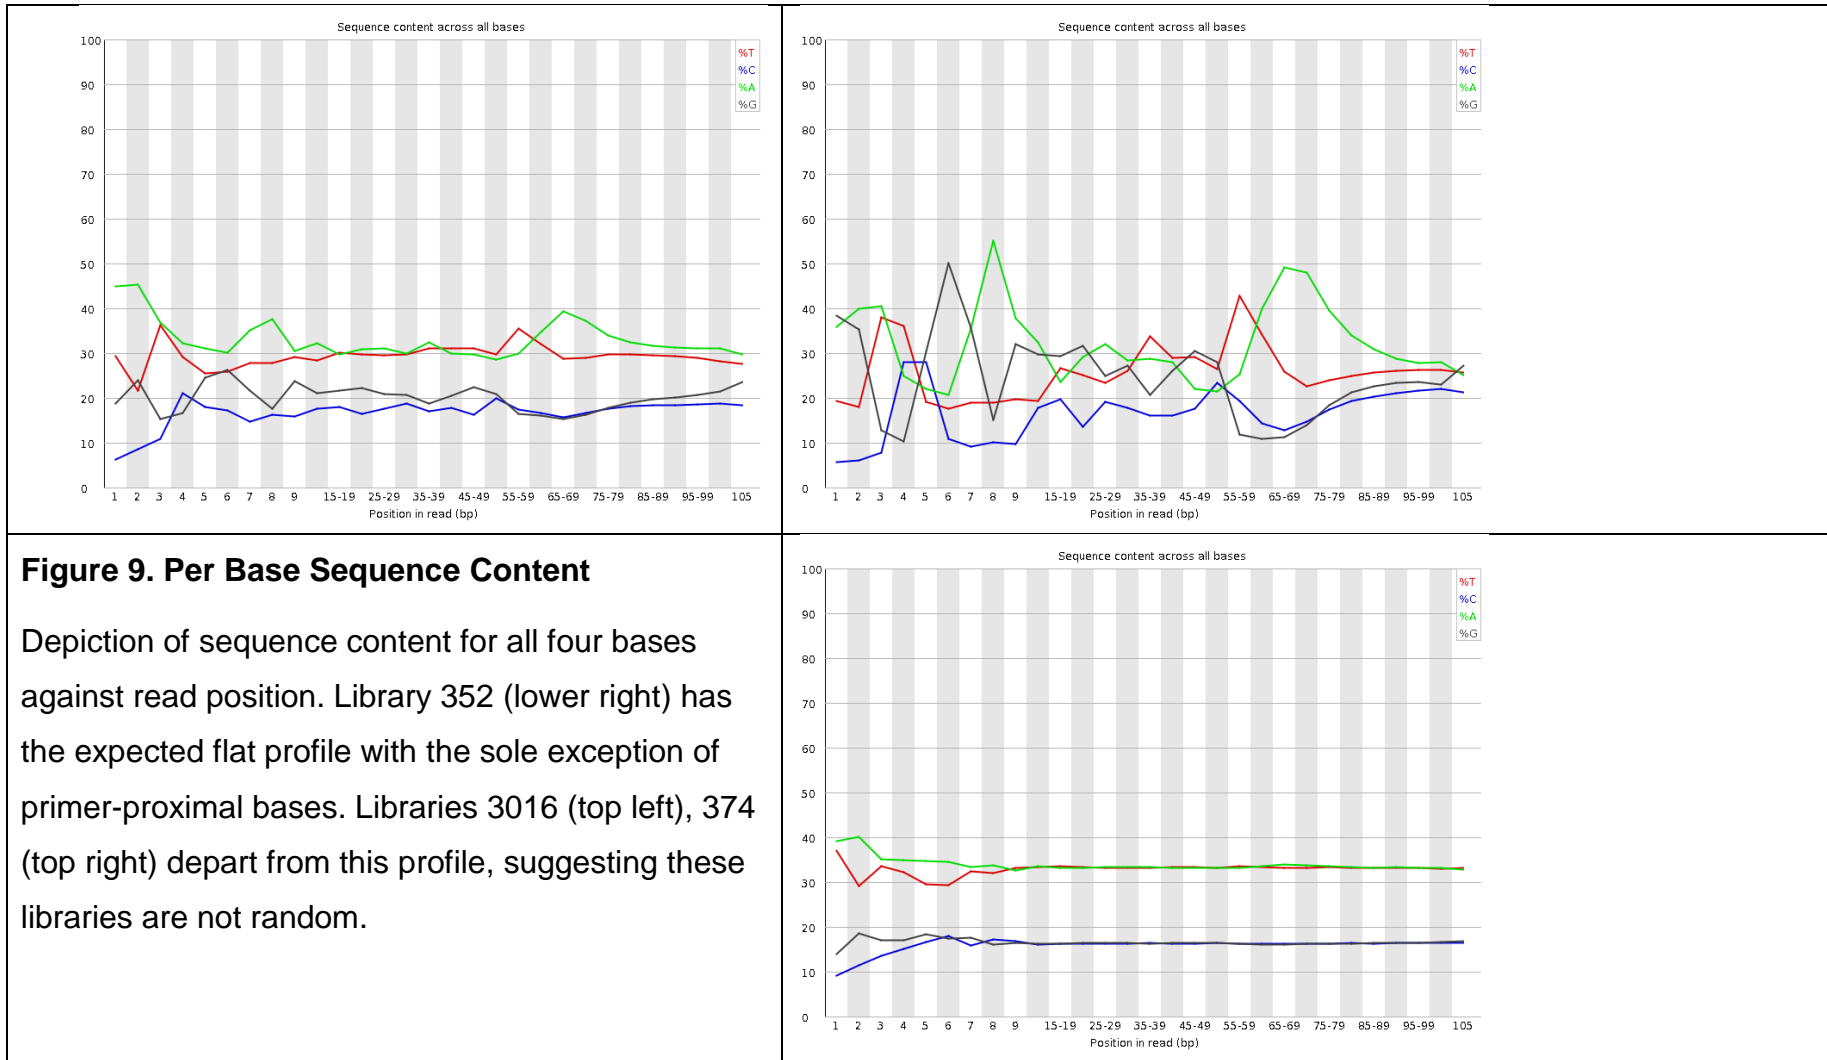 Sequence content across all bases
100
90
80
70
60
50
40
30
20
10
0
%T
%C
%A
%G
1 2 3 4 5 6 7 8 9 15-19 25-29 35-39 45-49 55-59 65-69 75-79 85-89 95-99 105
Position in read (bp)
Sequence content across all bases
100
90
80
70
60
50
40
30
20
10
0
%T
%C
%A
%G
1 2 3 4 5 6 7 8 9 15-19 25-29 35-39 45-49 55-59 65-69 75-79 85-89 95-99 105
Position in read (bp)
Figure 9. Per Base Sequence Content
Depiction of sequence content for all four bases
against read position. Library 352 (lower right) has
the expected flat profile with the sole exception of
primer-proximal bases. Libraries 3016 (top left), 374
(top right) depart from this profile, suggesting these
libraries are not random.
Sequence content across all bases
100
90
80
70
60
50
40
30
20
10
0
%T
%C
%A
%G
1 2 3 4 5 6 7 8 9 15-19 25-29 35-39 45-49 55-59 65-69 75-79 85-89 95-99 105
Position in read (bp)